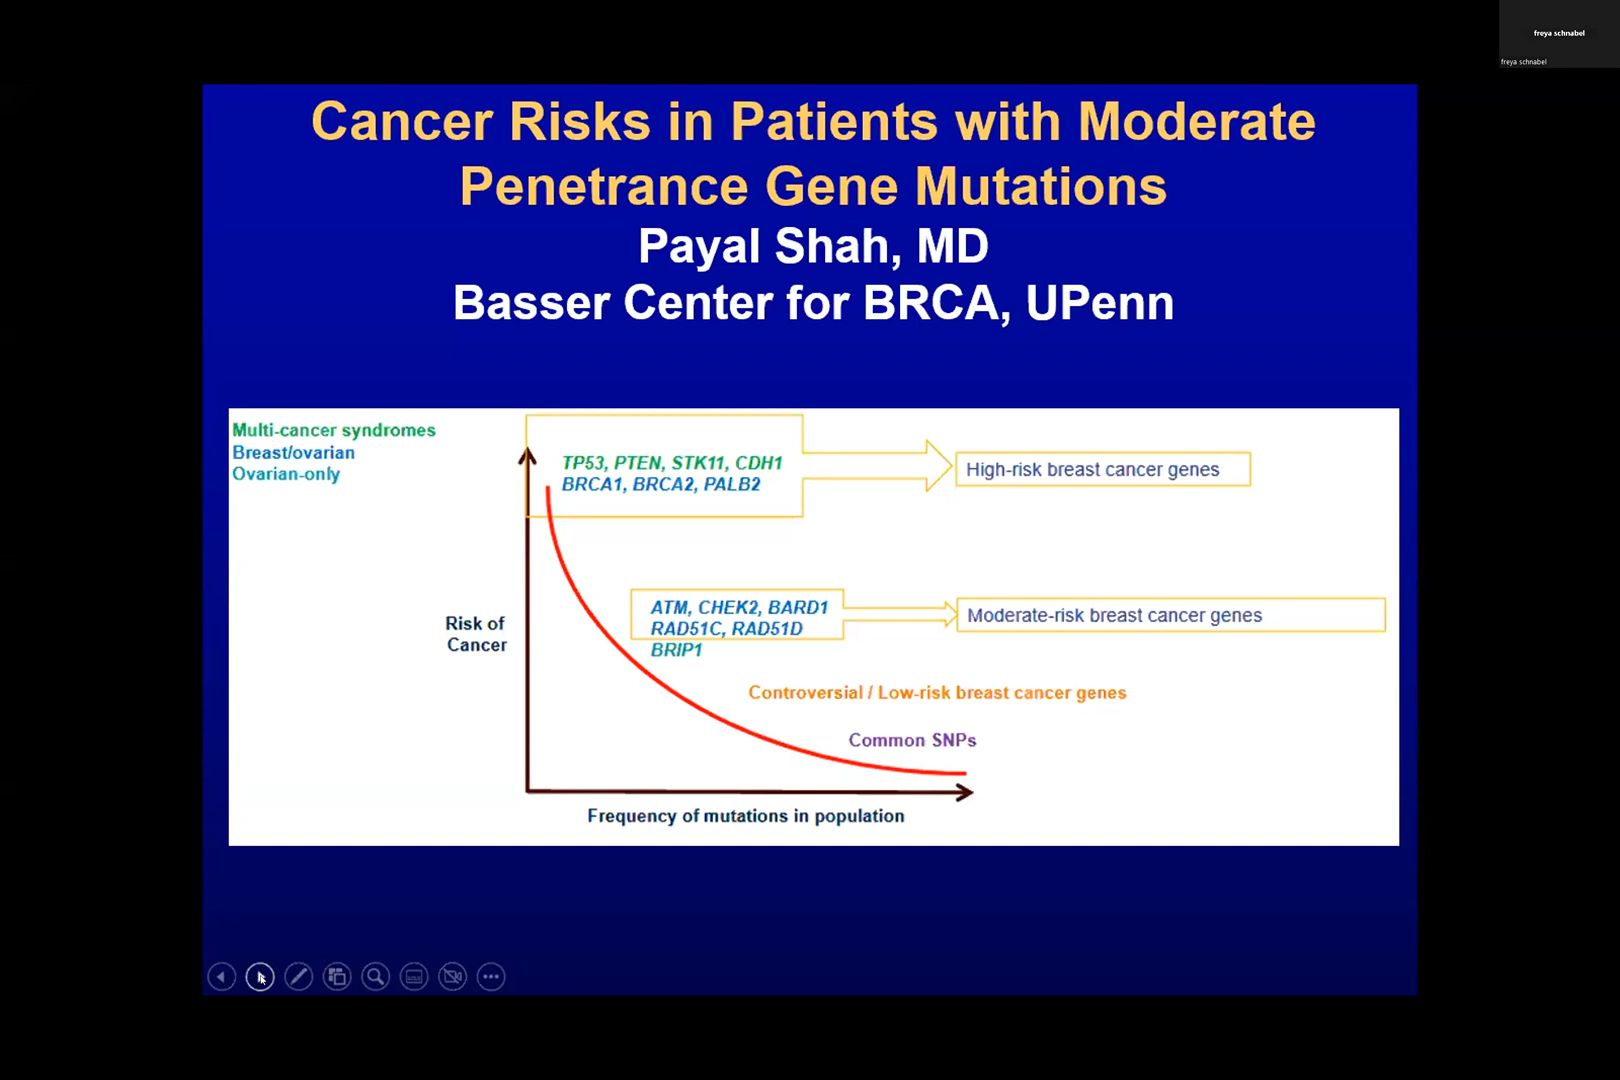 freya schnabel
freya schnabel
Cancer Risks in Patients with Moderate
Penetrance Gene Mutations
Payal Shah, MD
Basser Center for BRCA, UPenn
Multi-cancer syndromes
Breast/ovarian
Ovarian-only
TP53, PTEN, STK11, CDH1
BRCA1, BRCA2, PALB2
High-risk breast cancer genes
ATM, CHEK2, BARD1
RAD51C, RAD51D
BRIP1
Moderate-risk breast cancer genes
Risk of
Cancer
Controversial / Low-risk breast cancer genes
Common SNPs
Frequency of mutations in population